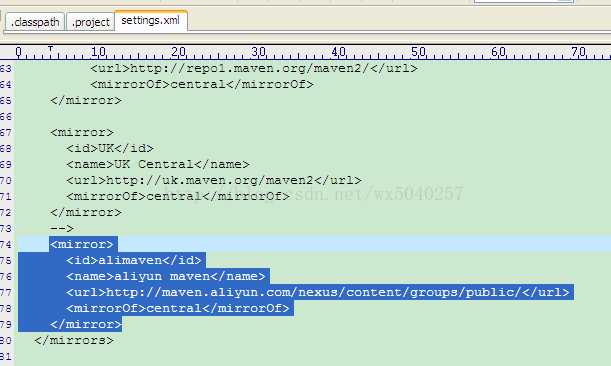 .classpath .project settings.xml
0 10 20 30 40 50 60 70
63 <url>http://repo1.maven.org/maven2/</url>
64 <mirrorOf>central</mirrorOf>
65 </mirror>
66
67 <mirror>
68 <id>UK</id>
69 <name>UK Central</name>
70 <url>http://uk.maven.org/maven2</url>
71 <mirrorOf>central</mirrorOf>
72 </mirror>
73 -->
74 <mirror>
75 <id>alimaven</id>
76 <name>aliyun maven</name>
77 <url>http://maven.aliyun.com/nexus/content/groups/public/</url>
78 <mirrorOf>central</mirrorOf>
79 </mirror>
80 </mirrors>
81
http://blog.csdn.net/wx5040257